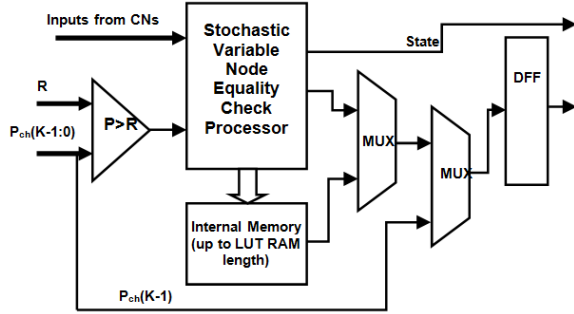 Inputs from CNs
Stochastic
Variable
Node
Equality
Check
Processor
State
DFF
R
P>R
Pch(K-1:0)
MUX
MUX
Internal Memory
(up to LUT RAM
length)
Pch(K-1)